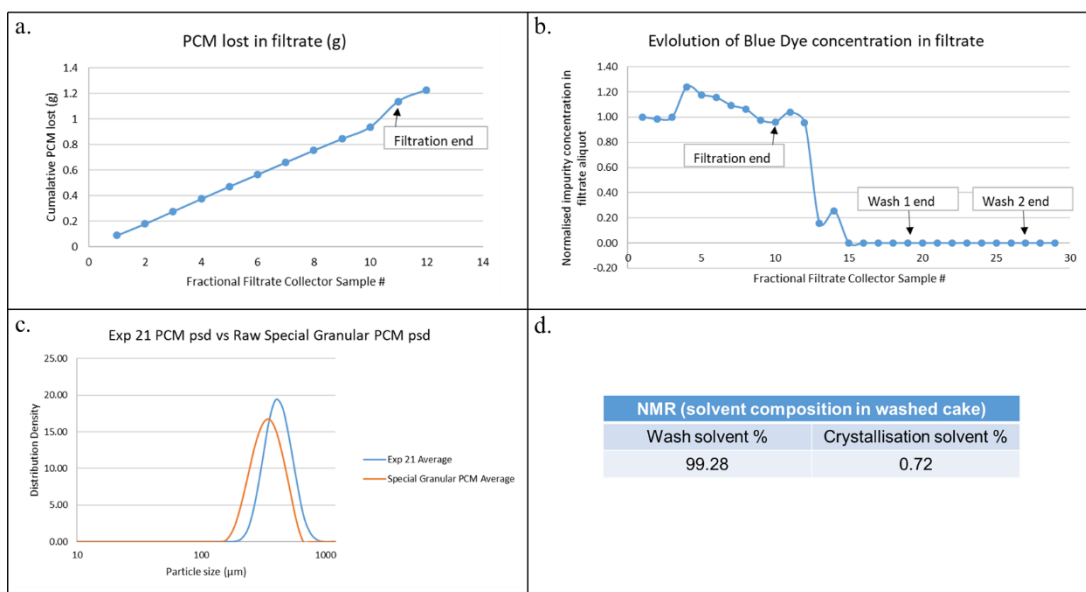 a.
PCM lost in filtrate (g)
Cumalative PCM lost (g)
1.4
1.2
1
0.8
0.6
0.4
0.2
0
Filtration end
0 2 4 6 8 10 12 14
Fractional Filtrate Collector Sample #
b.
Evlolution of Blue Dye concentration in filtrate
Normalised impurity concentration in
filtrate aliquot
1.40
1.20
1.00
0.80
0.60
0.40
0.20
0.00
-0.20
Filtration end
Wash 1 end
Wash 2 end
0 5 10 15 20 25 30
Fractional Filtrate Collector Sample #
c.
Exp 21 PCM psd vs Raw Special Granular PCM psd
Distribution Density
25.00
20.00
15.00
10.00
5.00
0.00
10 100 1000
Particle size (µm)
Exp 21 Average
Special Granular PCM Average
d.
NMR (solvent composition in washed cake)
Wash solvent % Crystallisation solvent %
99.28 0.72